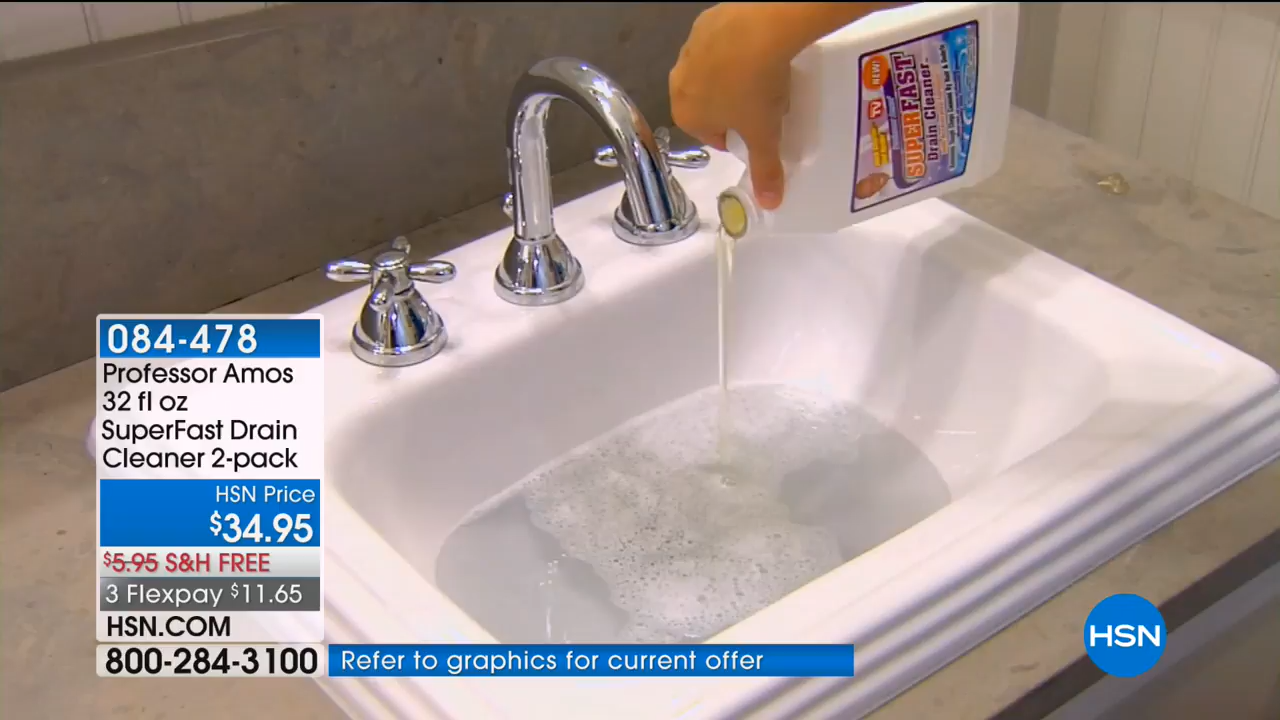 NEW!
TV
SUPERFAST
Drain Cleaner
084-478
Professor Amos
32 fl oz
SuperFast Drain
Cleaner 2-pack
HSN Price
$34.95
$5.95 S&H FREE
3 Flexpay $11.65
HSN.COM
800-284-3100
Refer to graphics for current offer
HSN